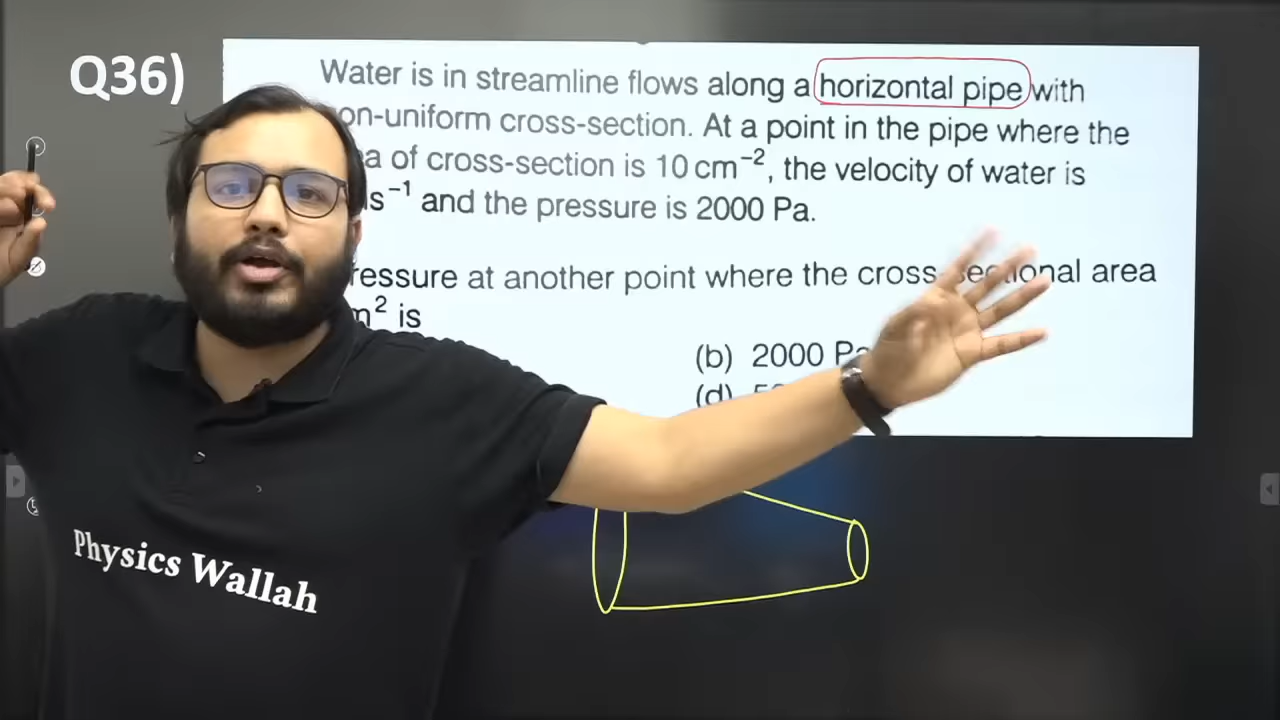 Q36)
Water is in streamline flows along a horizontal pipe with
on-uniform cross-section. At a point in the pipe where the
a of cross-section is 10 cm⁻², the velocity of water is
s⁻¹ and the pressure is 2000 Pa.
ressure at another point where the cross-sectional area
m² is
(b) 2000 Pa
(d)
Physics Wallah